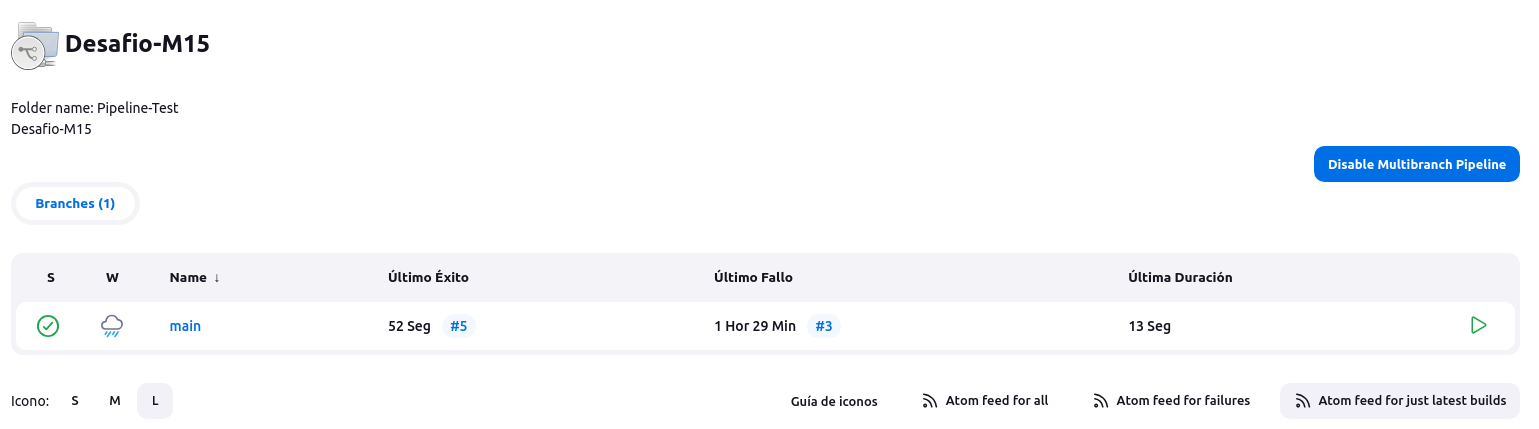 Desafio-M15
Folder name: Pipeline-Test
Desafio-M15
Disable Multibranch Pipeline
Branches (1)
S W Name ↓ Último Éxito Último Fallo Última Duración
main 52 Seg #5 1 Hor 29 Min #3 13 Seg
Icono: S M L Guía de iconos Atom feed for all Atom feed for failures Atom feed for just latest builds